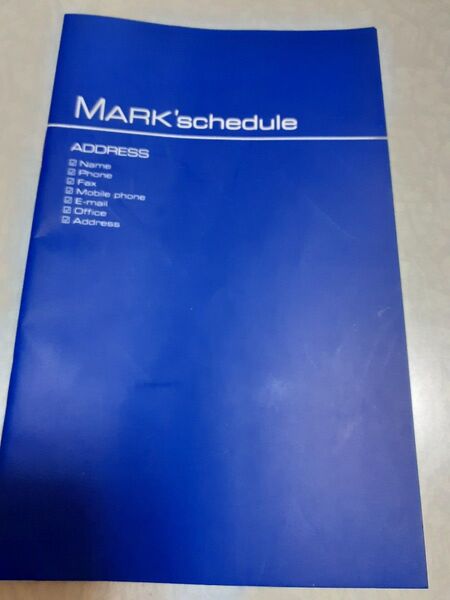 MARK'schedule
ADDRESS
☑ Name
☑ Phone
☑ Fax
☑ Mobile phone
☑ E-mail
☑ Office
☑ Address